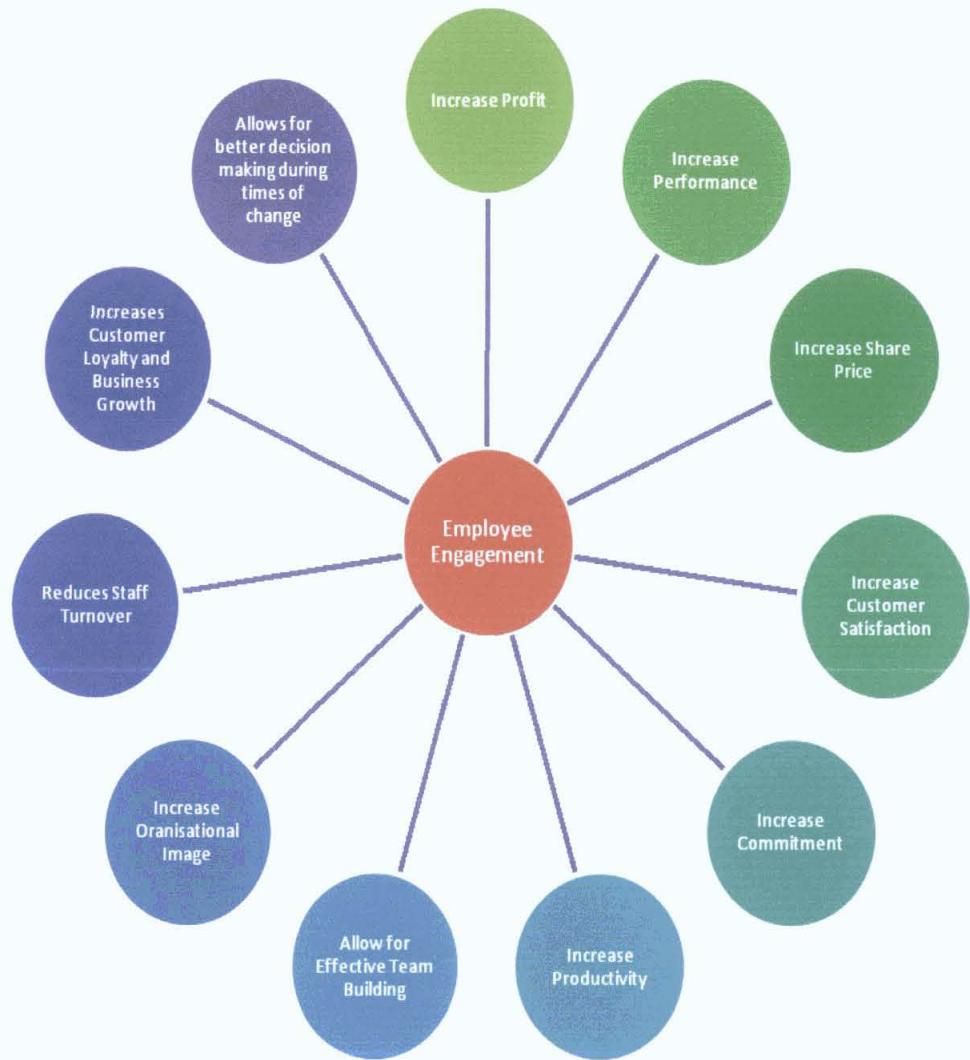 Increase Profit
Increase
Performance
Increase Share
Price
Increase
Customer
Satisfaction
Increase
Commitment
Increase
Productivity
Allow for
Effective Team
Building
Increase
Oranisational
Image
Reduces Staff
Turnover
Increases
Customer
Loyalty and
Business
Growth
Allows for
better decision
making during
times of
change
Employee
Engagement